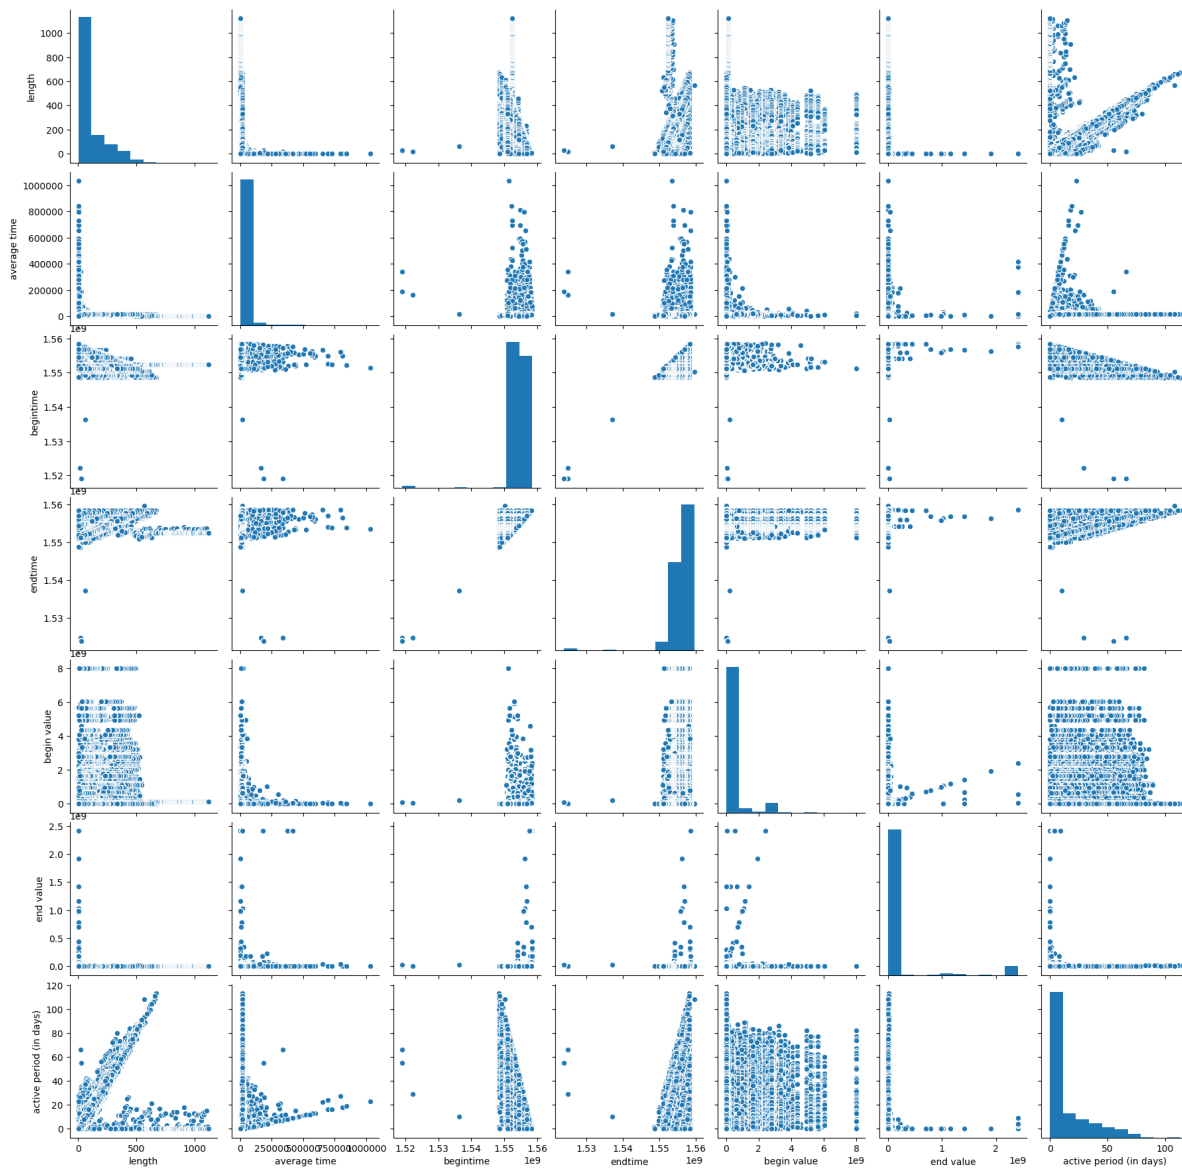 1000
800
600
400
200
0
length
1000000
800000
600000
400000
200000
0
average time
1e9
1.56
1.55
1.54
1.53
1.52
begintime
1e9
1.56
1.55
1.54
1.53
endtime
1e9
8
6
4
2
0
begin value
1e9
2.5
2.0
1.5
1.0
0.5
0.0
end value
120
100
80
60
40
20
0
active period (in days)
0 500 1000
length
0 250000 500000 750000 1000000
average time
1.52 1.53 1.54 1.55 1.56
1e9
begintime
1.53 1.54 1.55 1.56
1e9
endtime
0 2 4 6 8
1e9
begin value
0 1 2
1e9
end value
0 50 100
active period (in days)